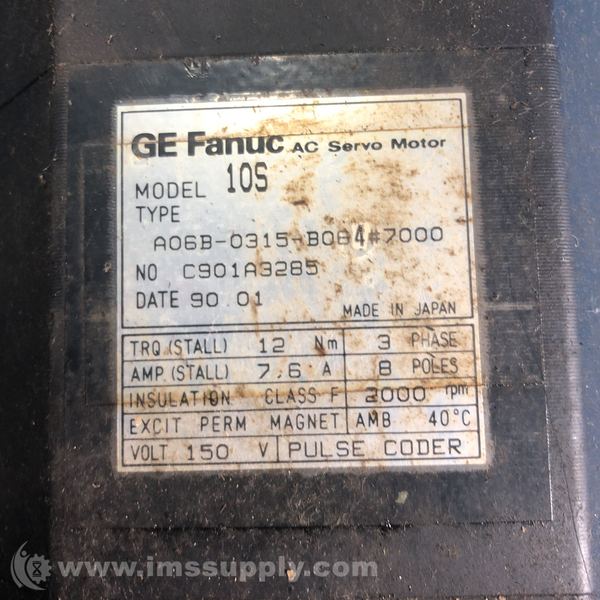 GE Fanuc AC Servo Motor
MODEL 10S
TYPE
A06B-0315-B064#7000
NO C901A3285
DATE 90.01
MADE IN JAPAN
TRQ (STALL) 12 Nm 3 PHASE
AMP (STALL) 7.6 A 8 POLES
INSULATION CLASS F 2000 rpm
EXCIT PERM MAGNET AMB 40°C
VOLT 150 V PULSE CODER
www.imssupply.com